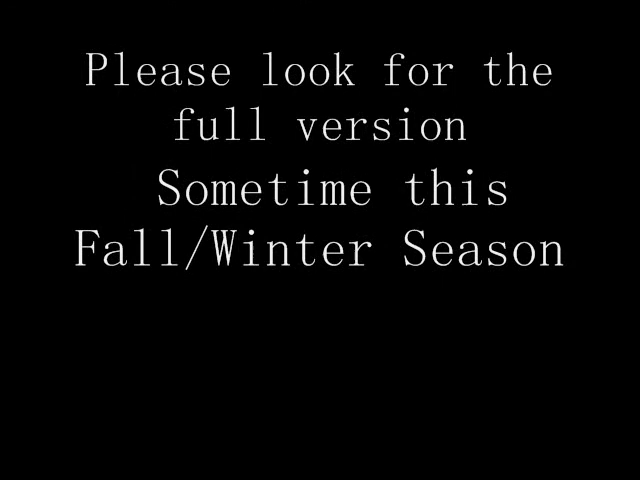 Please look for the
full version
Sometime this
Fall/Winter Season